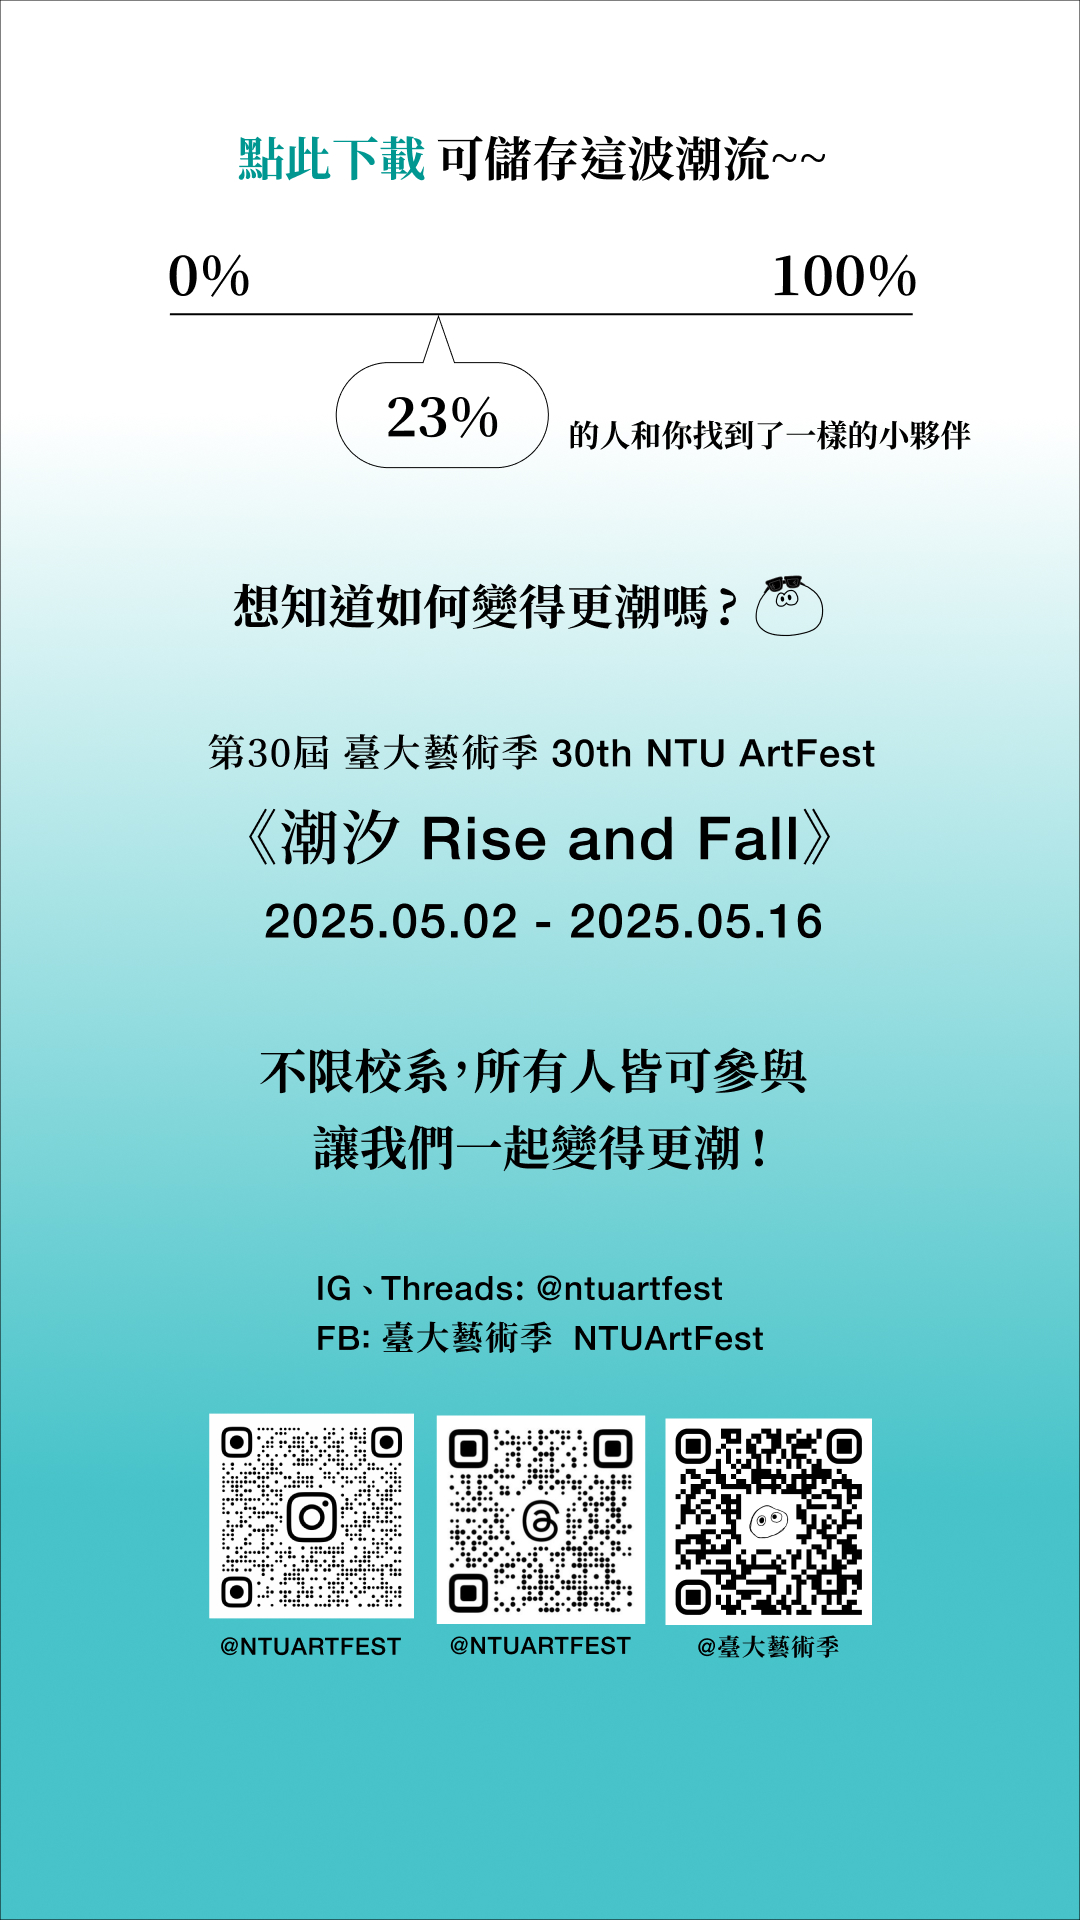 點此下載 可儲存這波潮流~~
0% 100%
23% 的人和你找到了一樣的小夥伴
想知道如何變得更潮嗎？
第30屆 臺大藝術季 30th NTU ArtFest
《潮汐 Rise and Fall》
2025.05.02 - 2025.05.16
不限校系，所有人皆可參與
讓我們一起變得更潮！
IG、Threads: @ntuartfest
FB: 臺大藝術季 NTUArtFest
@NTUARTFEST @NTUARTFEST @臺大藝術季